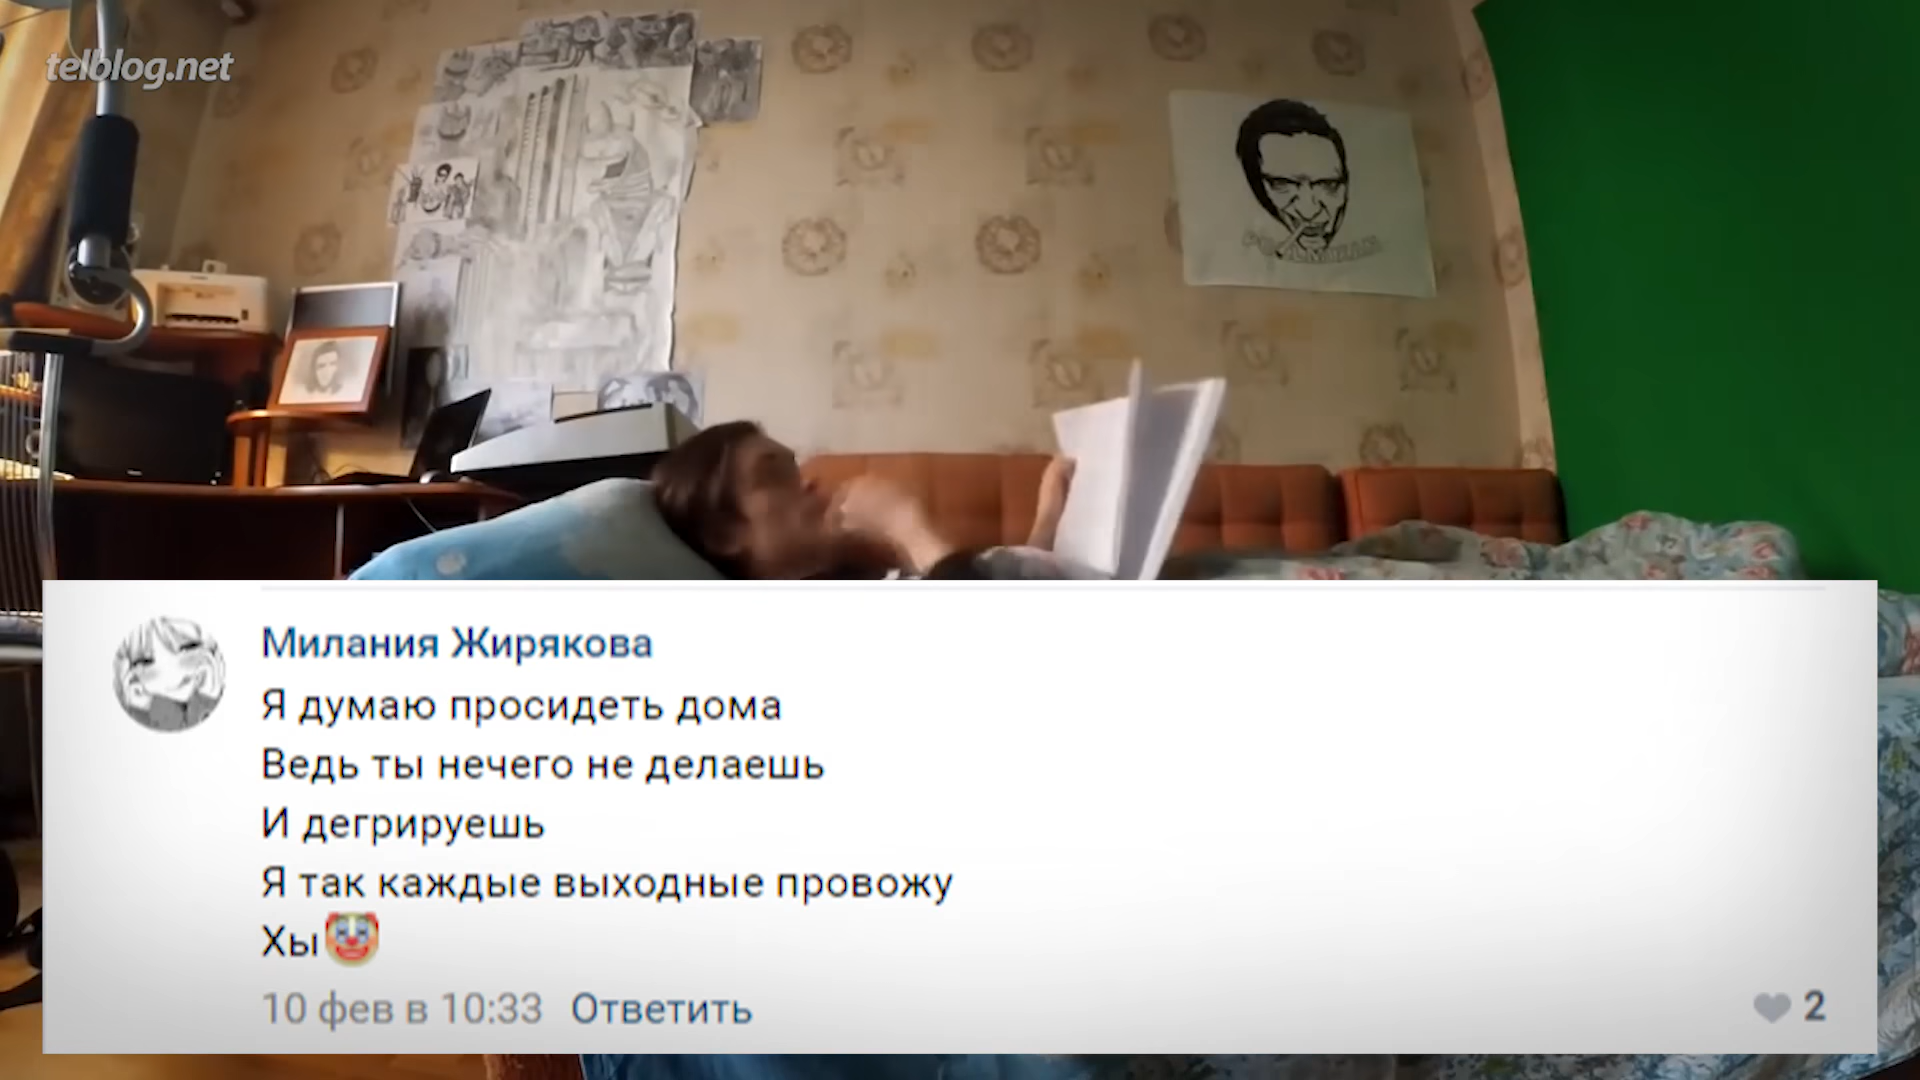 telblog.net
Милания Жирякова
Я думаю просидеть дома
Ведь ты нечего не делаешь
И дегрируешь
Я так каждые выходные провожу
Хы🤡
10 фев в 10:33 Ответить
2